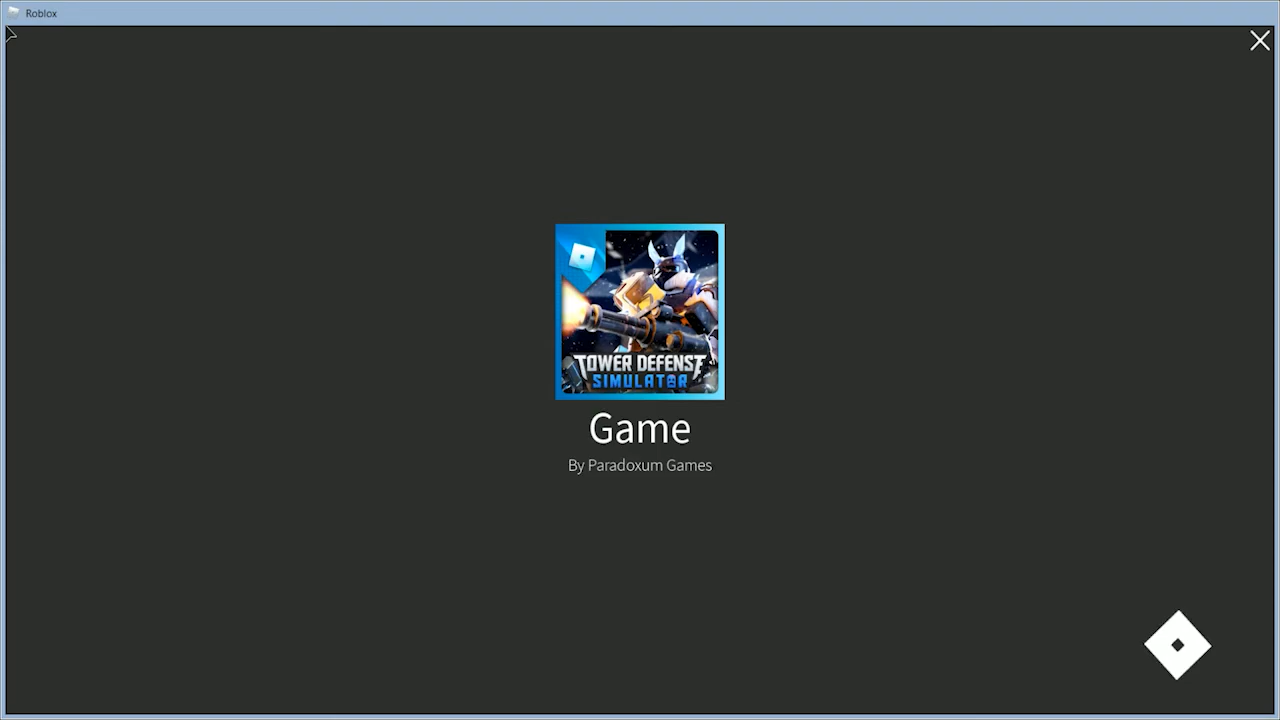 Roblox
TOWER DEFENSE
SIMULATOR
Game
By Paradoxum Games